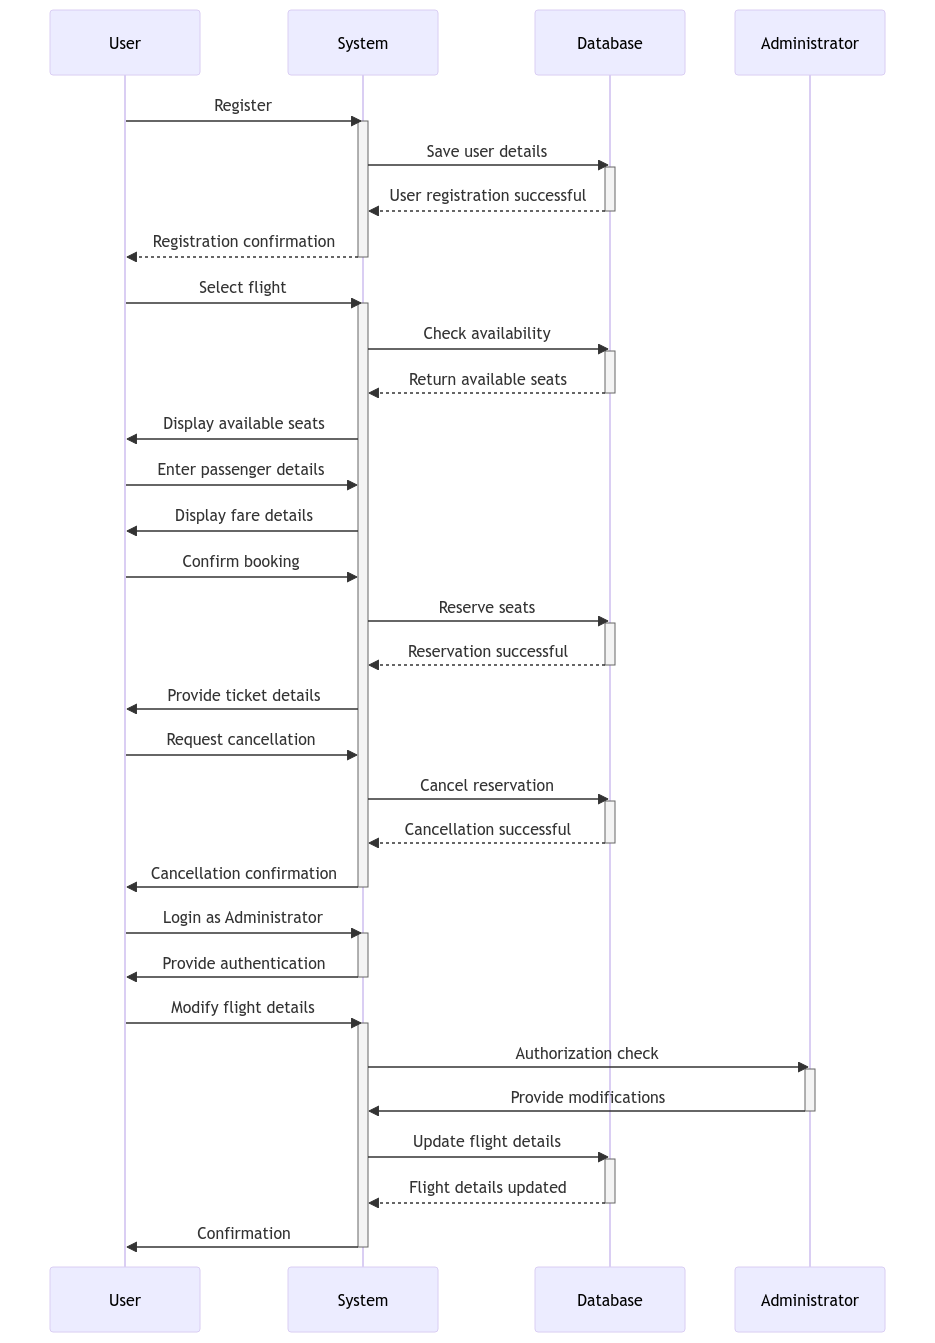 User
System
Database
Administrator
Register
Save user details
User registration successful
Registration confirmation
Select flight
Check availability
Return available seats
Display available seats
Enter passenger details
Display fare details
Confirm booking
Reserve seats
Reservation successful
Provide ticket details
Request cancellation
Cancel reservation
Cancellation successful
Cancellation confirmation
Login as Administrator
Provide authentication
Modify flight details
Authorization check
Provide modifications
Update flight details
Flight details updated
Confirmation
User
System
Database
Administrator